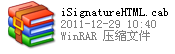 iSignatureHTML.cab
2011-12-29 10:40
WinRAR 压缩文件